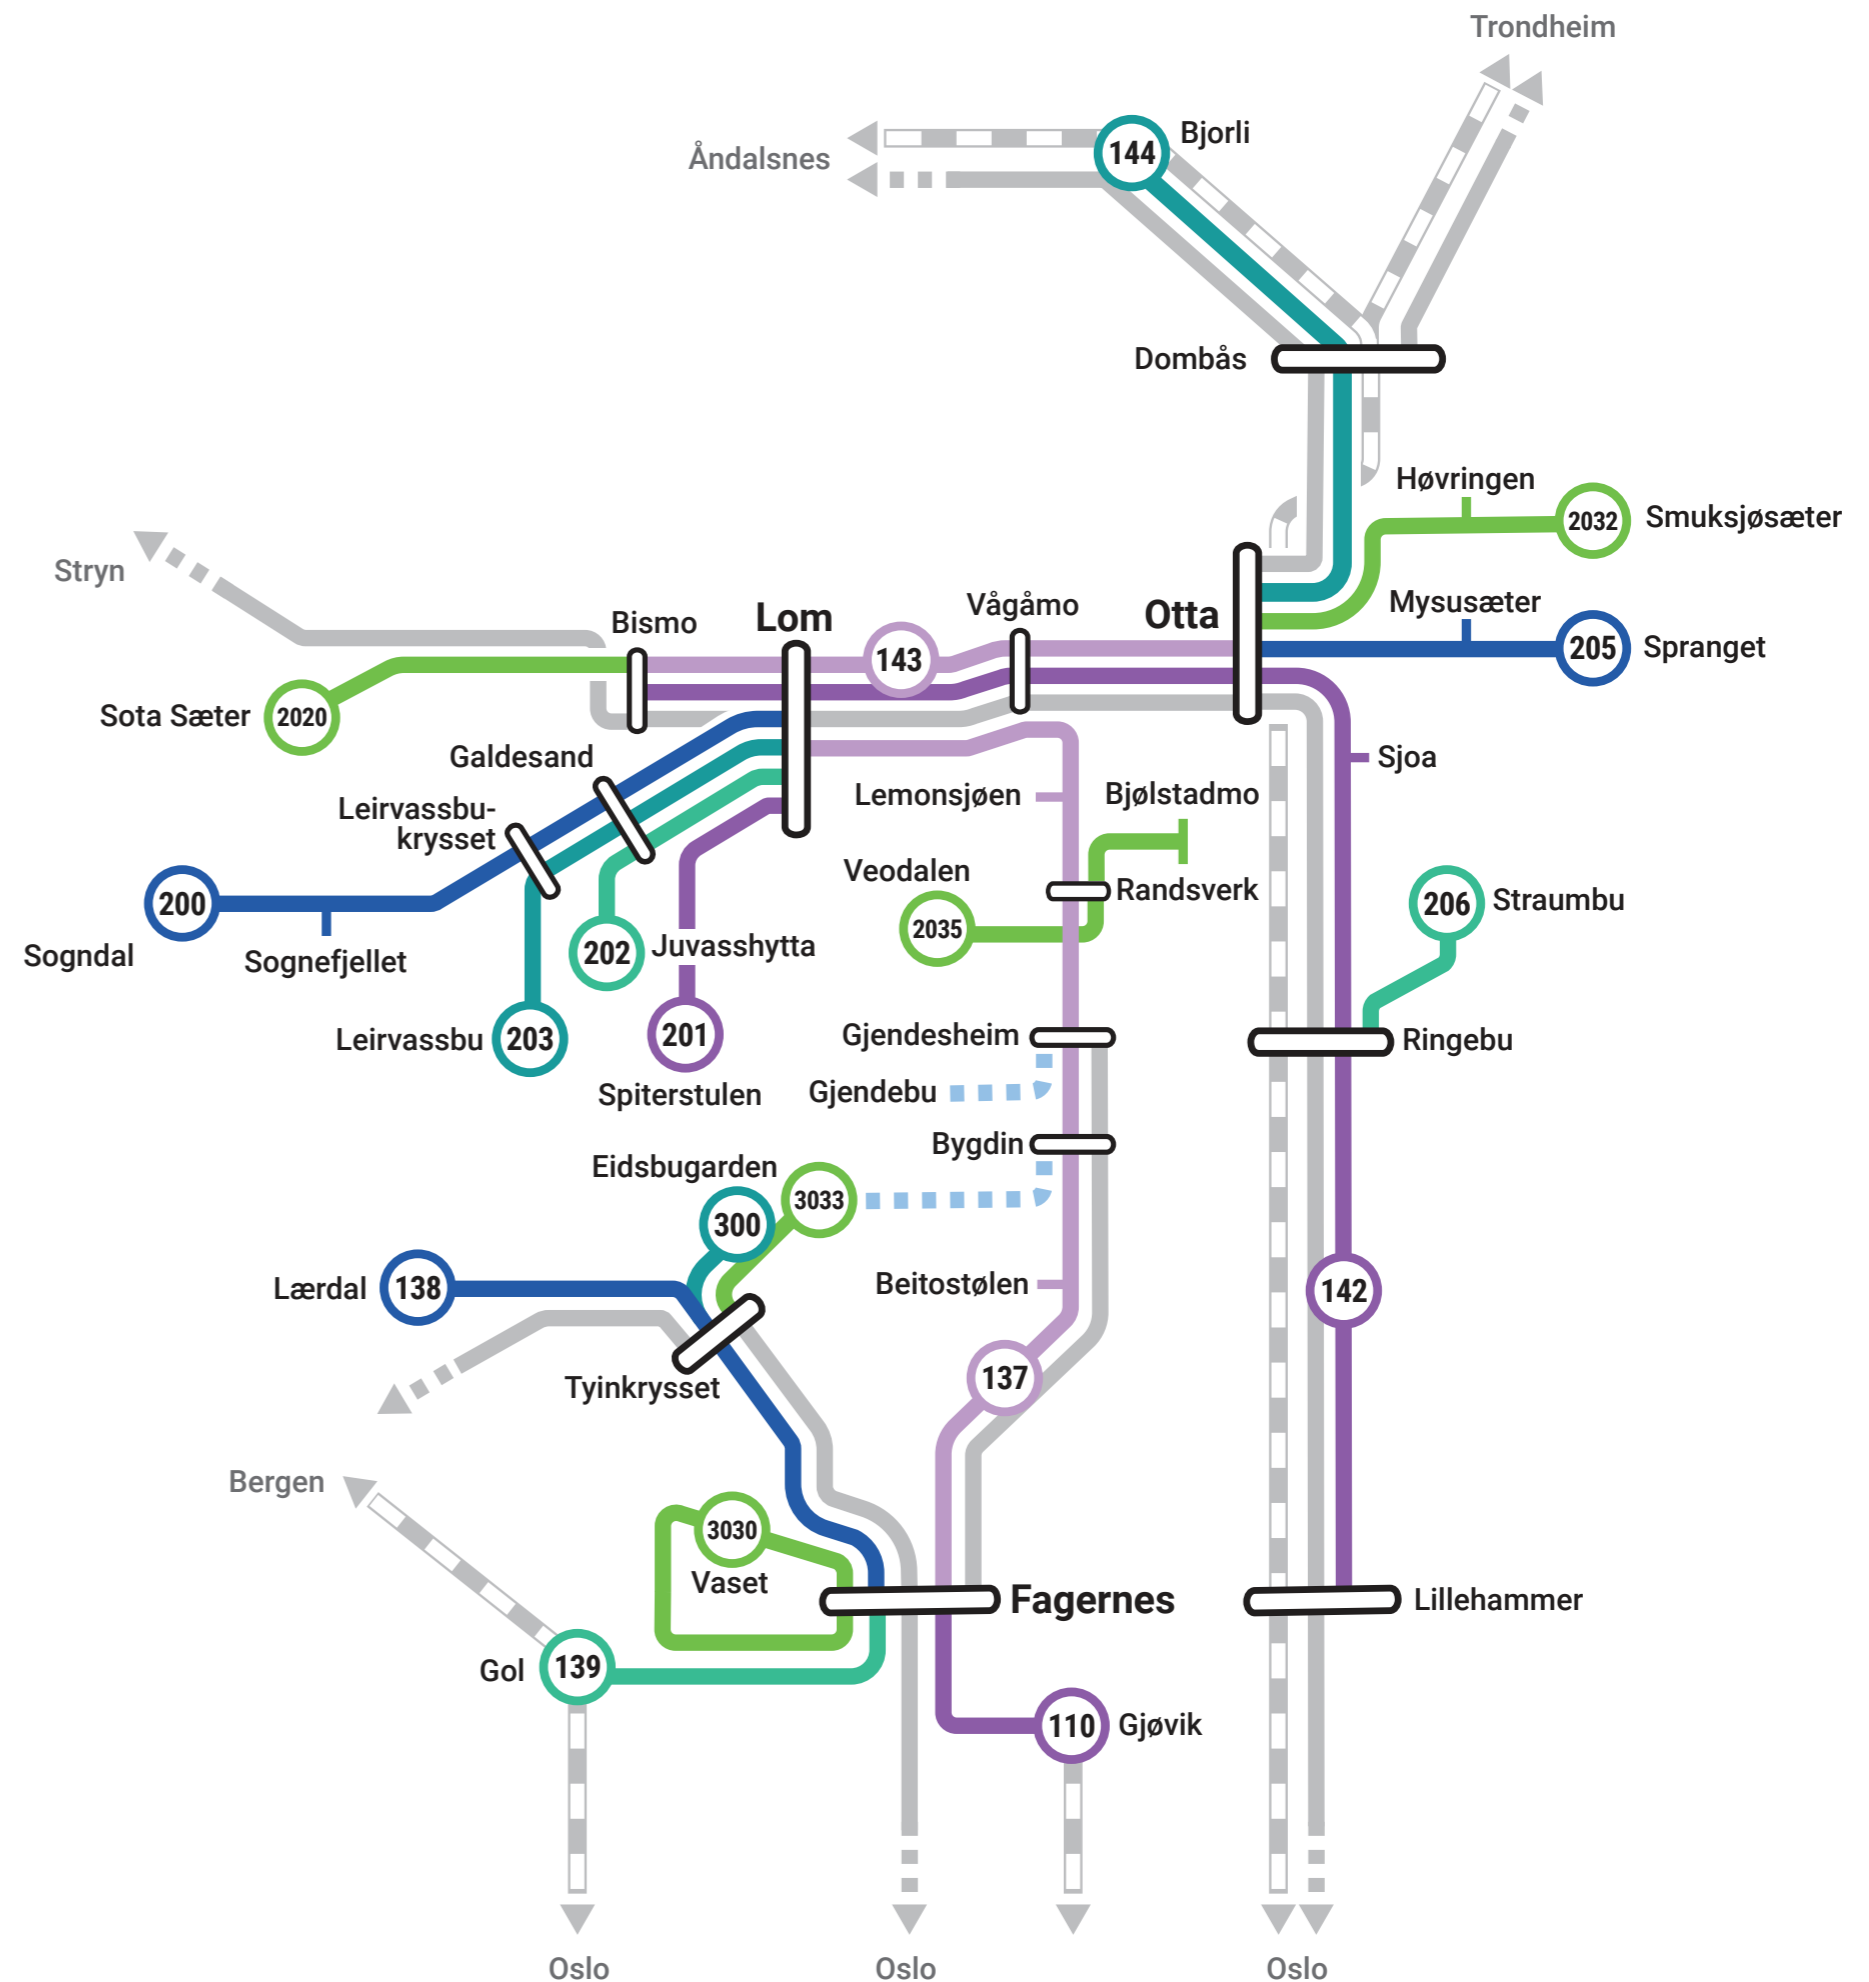 Trondheim
144
Bjorli
Åndalsnes
Dombås
Høvringen
2032
Smuksjøsæter
Stryn
Bismo
Lom
Vågåmo
Otta
Mysusæter
143
205
Spranget
Sota Sæter
2020
Galdesand
Sjoa
Leirvassbu-
krysset
Lemonsjøen
Bjølstadmo
Veodalen
Randsverk
200
2035
206
Straumbu
Sogndal
Sognefjellet
202
Juvasshytta
Leirvassbu
203
201
Gjendesheim
Ringebu
Spiterstulen
Gjendebu
Bygdin
Eidsbugarden
3033
300
Lærdal
138
Beitostølen
142
Tyinkrysset
137
Bergen
3030
Vaset
Fagernes
Lillehammer
Gol
139
110
Gjøvik
Oslo
Oslo
Oslo